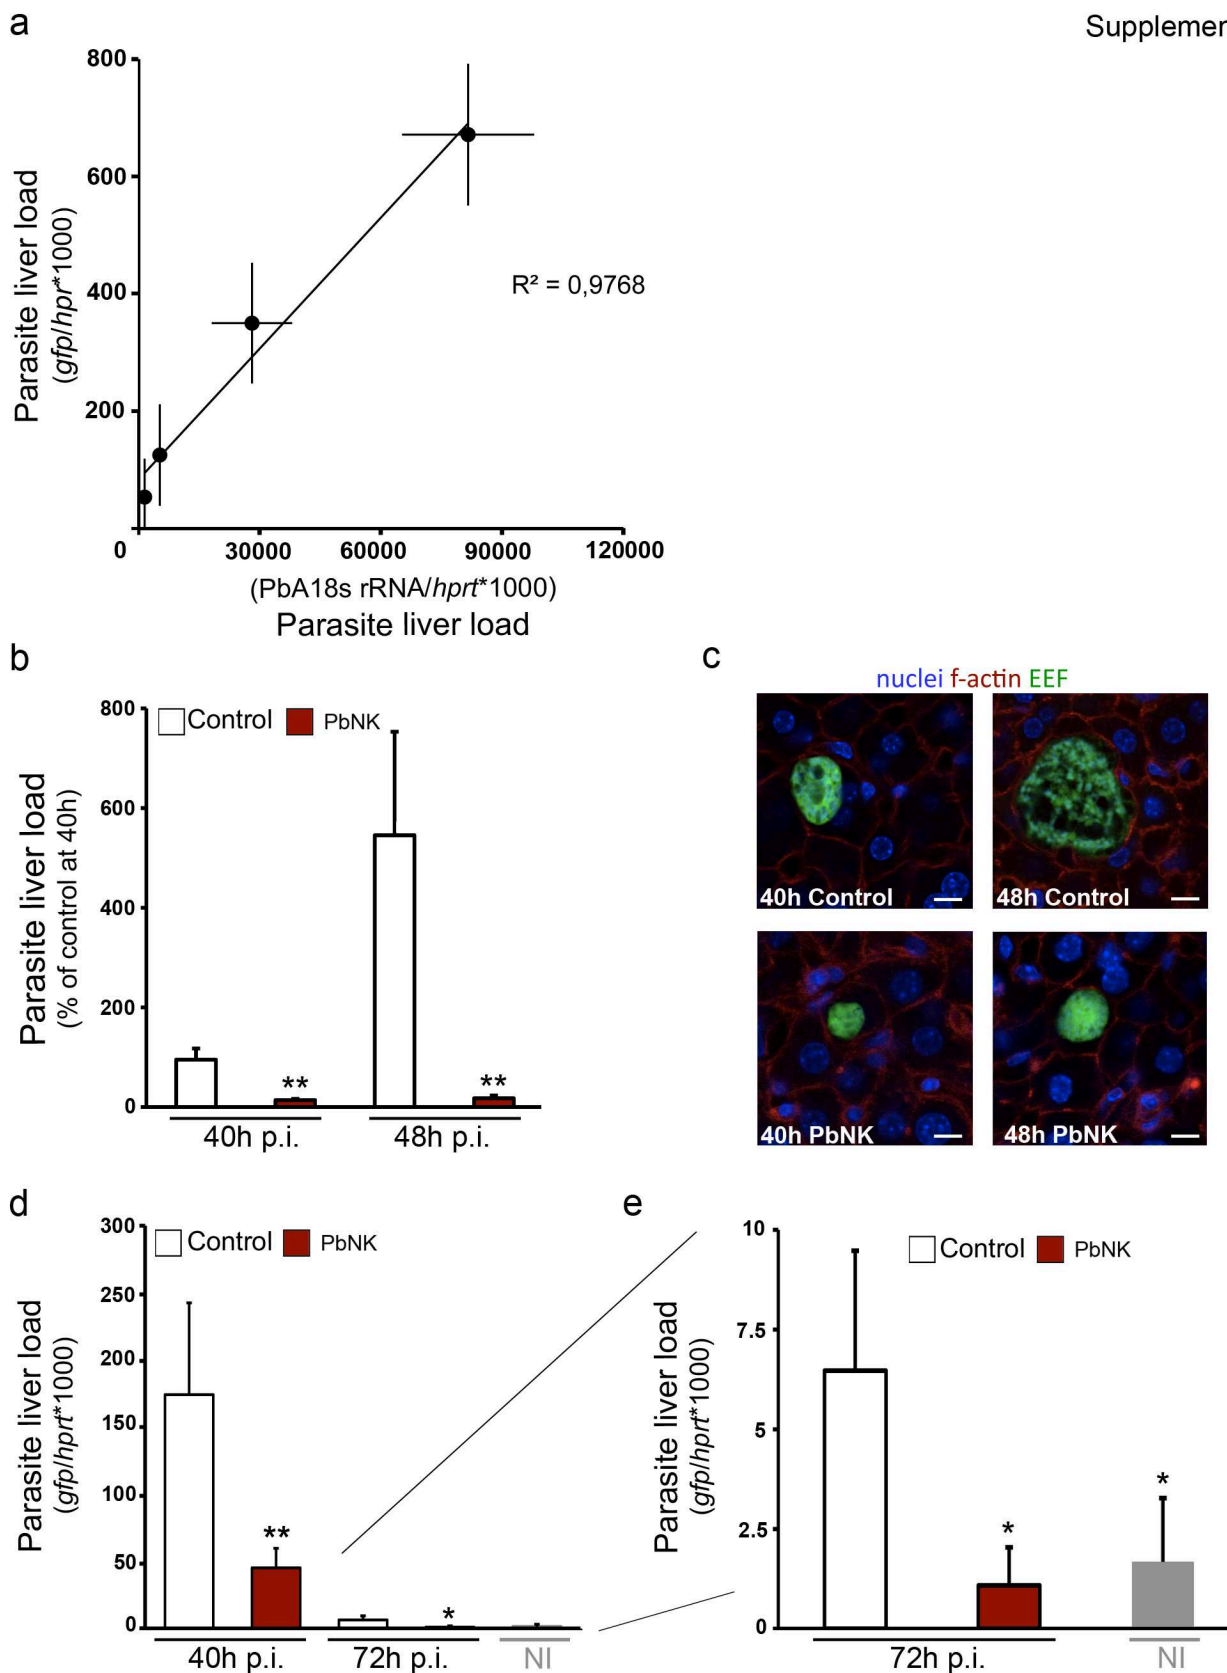 a
Supplemen
800
600
400
200
0
30000
60000
90000
120000
Parasite liver load
(gfp/hpr*1000)
R² = 0,9768
(PbA18s rRNA/hprt*1000)
Parasite liver load
b
800
600
400
200
0
Parasite liver load
(% of control at 40h)
Control
PbNK
**
**
40h p.i.
48h p.i.
c
nuclei f-actin EEF
40h Control
48h Control
40h PbNK
48h PbNK
d
300
250
200
150
100
50
0
Parasite liver load
(gfp/hprt*1000)
Control
PbNK
**
*
40h p.i.
72h p.i.
NI
e
10
7.5
5
2.5
0
Parasite liver load
(gfp/hprt*1000)
Control
PbNK
*
*
72h p.i.
NI